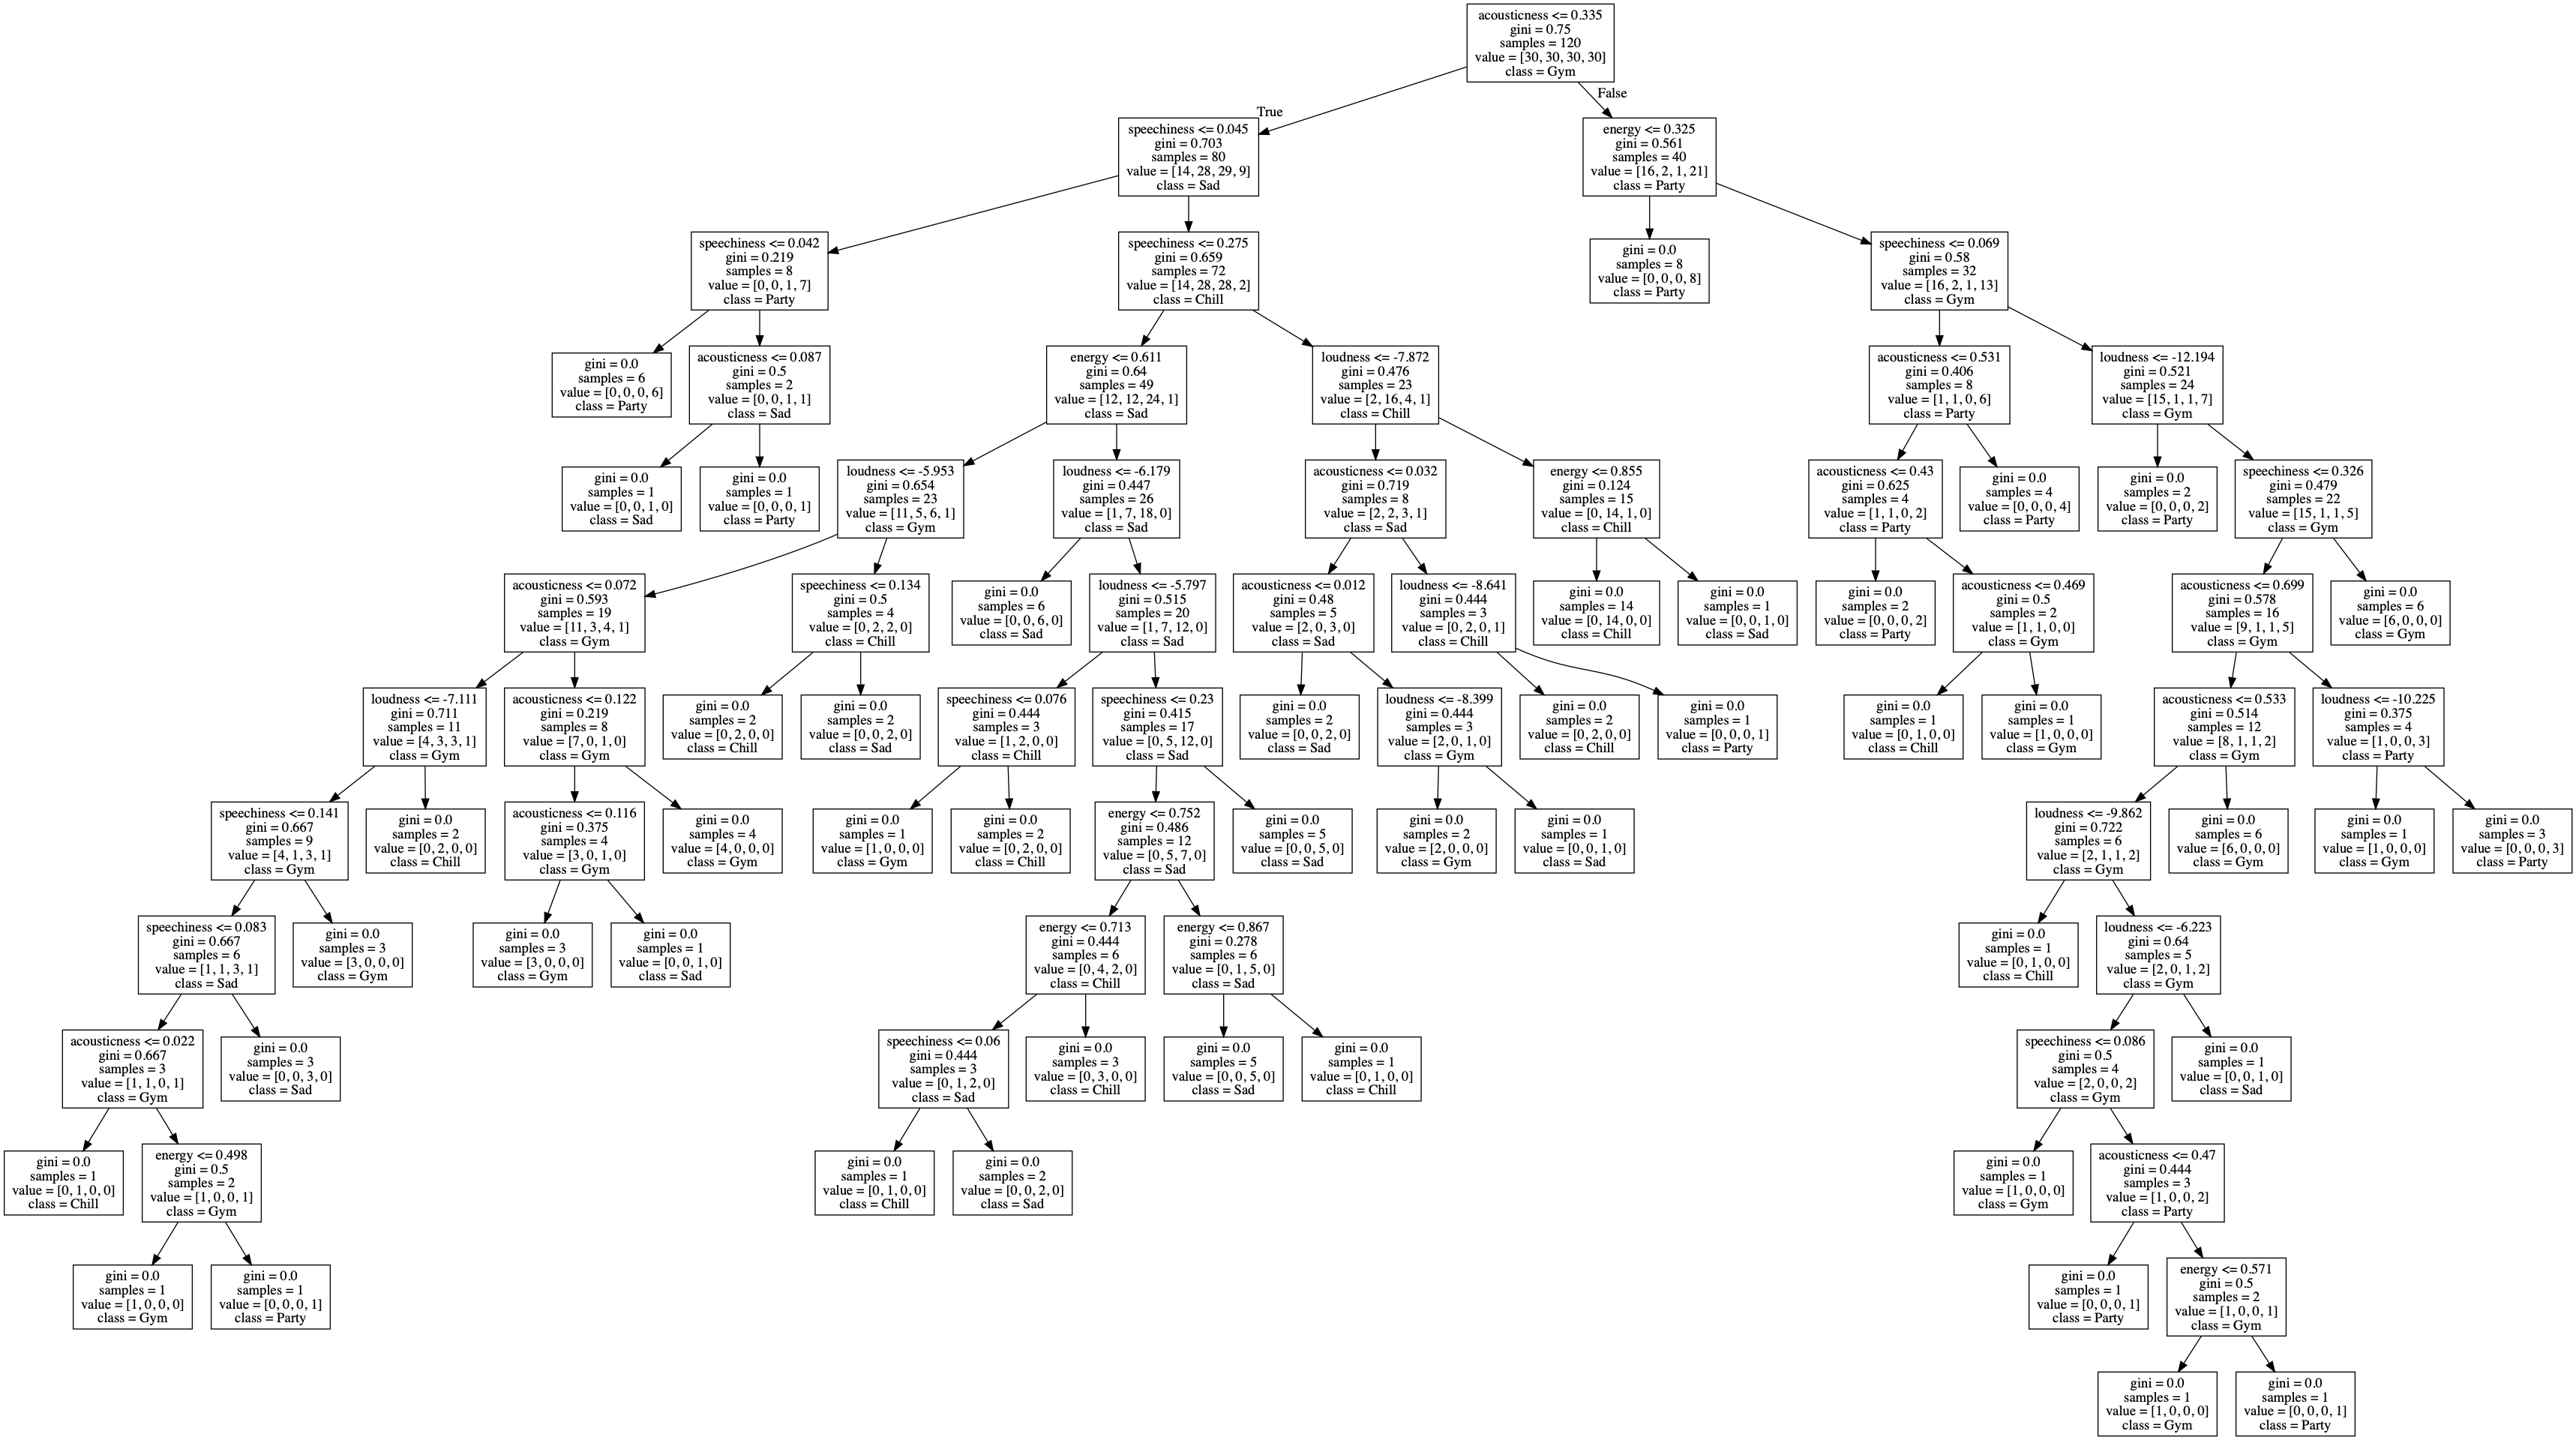 acousticness <= 0.335
gini = 0.75
samples = 120
value = [30, 30, 30, 30]
class = Gym
True
False
speechiness <= 0.045
gini = 0.703
samples = 80
value = [14, 28, 29, 9]
class = Sad
energy <= 0.325
gini = 0.561
samples = 40
value = [16, 2, 1, 21]
class = Party
speechiness <= 0.042
gini = 0.219
samples = 8
value = [0, 0, 1, 7]
class = Party
speechiness <= 0.275
gini = 0.659
samples = 72
value = [14, 28, 28, 2]
class = Chill
gini = 0.0
samples = 8
value = [0, 0, 0, 8]
class = Party
speechiness <= 0.069
gini = 0.58
samples = 32
value = [16, 2, 1, 13]
class = Gym
gini = 0.0
samples = 6
value = [0, 0, 0, 6]
class = Party
acousticness <= 0.087
gini = 0.5
samples = 2
value = [0, 0, 1, 1]
class = Sad
energy <= 0.611
gini = 0.64
samples = 49
value = [12, 12, 24, 1]
class = Sad
loudness <= -7.872
gini = 0.476
samples = 23
value = [2, 16, 4, 1]
class = Chill
acousticness <= 0.531
gini = 0.406
samples = 8
value = [1, 1, 0, 6]
class = Party
loudness <= -12.194
gini = 0.521
samples = 24
value = [15, 1, 1, 7]
class = Gym
gini = 0.0
samples = 1
value = [0, 0, 1, 0]
class = Sad
gini = 0.0
samples = 1
value = [0, 0, 0, 1]
class = Party
loudness <= -5.953
gini = 0.654
samples = 23
value = [11, 5, 6, 1]
class = Gym
loudness <= -6.179
gini = 0.447
samples = 26
value = [1, 7, 18, 0]
class = Sad
acousticness <= 0.032
gini = 0.719
samples = 8
value = [2, 2, 3, 1]
class = Sad
energy <= 0.855
gini = 0.124
samples = 15
value = [0, 14, 1, 0]
class = Chill
acousticness <= 0.43
gini = 0.625
samples = 4
value = [1, 1, 0, 2]
class = Party
gini = 0.0
samples = 4
value = [0, 0, 0, 4]
class = Party
gini = 0.0
samples = 2
value = [0, 0, 0, 2]
class = Party
speechiness <= 0.326
gini = 0.479
samples = 22
value = [15, 1, 1, 5]
class = Gym
acousticness <= 0.072
gini = 0.593
samples = 19
value = [11, 3, 4, 1]
class = Gym
speechiness <= 0.134
gini = 0.5
samples = 4
value = [0, 2, 2, 0]
class = Chill
gini = 0.0
samples = 6
value = [0, 0, 6, 0]
class = Sad
loudness <= -5.797
gini = 0.515
samples = 20
value = [1, 7, 12, 0]
class = Sad
acousticness <= 0.012
gini = 0.48
samples = 5
value = [2, 0, 3, 0]
class = Sad
loudness <= -8.641
gini = 0.444
samples = 3
value = [0, 2, 0, 1]
class = Chill
gini = 0.0
samples = 14
value = [0, 14, 0, 0]
class = Chill
gini = 0.0
samples = 1
value = [0, 0, 1, 0]
class = Sad
gini = 0.0
samples = 2
value = [0, 0, 0, 2]
class = Party
acousticness <= 0.469
gini = 0.5
samples = 2
value = [1, 1, 0, 0]
class = Gym
acousticness <= 0.699
gini = 0.578
samples = 16
value = [9, 1, 1, 5]
class = Gym
gini = 0.0
samples = 6
value = [6, 0, 0, 0]
class = Gym
loudness <= -7.111
gini = 0.711
samples = 11
value = [4, 3, 3, 1]
class = Gym
acousticness <= 0.122
gini = 0.219
samples = 8
value = [7, 0, 1, 0]
class = Gym
gini = 0.0
samples = 2
value = [0, 2, 0, 0]
class = Chill
gini = 0.0
samples = 2
value = [0, 0, 2, 0]
class = Sad
speechiness <= 0.076
gini = 0.444
samples = 3
value = [1, 2, 0, 0]
class = Chill
speechiness <= 0.23
gini = 0.415
samples = 17
value = [0, 5, 12, 0]
class = Sad
gini = 0.0
samples = 2
value = [0, 0, 2, 0]
class = Sad
loudness <= -8.399
gini = 0.444
samples = 3
value = [2, 0, 1, 0]
class = Gym
gini = 0.0
samples = 2
value = [0, 2, 0, 0]
class = Chill
gini = 0.0
samples = 1
value = [0, 0, 0, 1]
class = Party
gini = 0.0
samples = 1
value = [0, 1, 0, 0]
class = Chill
gini = 0.0
samples = 1
value = [1, 0, 0, 0]
class = Gym
acousticness <= 0.533
gini = 0.514
samples = 12
value = [8, 1, 1, 2]
class = Gym
loudness <= -10.225
gini = 0.375
samples = 4
value = [1, 0, 0, 3]
class = Party
speechiness <= 0.141
gini = 0.667
samples = 9
value = [4, 1, 3, 1]
class = Gym
gini = 0.0
samples = 2
value = [0, 2, 0, 0]
class = Chill
acousticness <= 0.116
gini = 0.375
samples = 4
value = [3, 0, 1, 0]
class = Gym
gini = 0.0
samples = 4
value = [4, 0, 0, 0]
class = Gym
gini = 0.0
samples = 1
value = [1, 0, 0, 0]
class = Gym
gini = 0.0
samples = 2
value = [0, 2, 0, 0]
class = Chill
energy <= 0.752
gini = 0.486
samples = 12
value = [0, 5, 7, 0]
class = Sad
gini = 0.0
samples = 5
value = [0, 0, 5, 0]
class = Sad
gini = 0.0
samples = 2
value = [2, 0, 0, 0]
class = Gym
gini = 0.0
samples = 1
value = [0, 0, 1, 0]
class = Sad
loudness <= -9.862
gini = 0.722
samples = 6
value = [2, 1, 1, 2]
class = Gym
gini = 0.0
samples = 6
value = [6, 0, 0, 0]
class = Gym
gini = 0.0
samples = 1
value = [1, 0, 0, 0]
class = Gym
gini = 0.0
samples = 3
value = [0, 0, 0, 3]
class = Party
speechiness <= 0.083
gini = 0.667
samples = 6
value = [1, 1, 3, 1]
class = Sad
gini = 0.0
samples = 3
value = [3, 0, 0, 0]
class = Gym
gini = 0.0
samples = 3
value = [3, 0, 0, 0]
class = Gym
gini = 0.0
samples = 1
value = [0, 0, 1, 0]
class = Sad
energy <= 0.713
gini = 0.444
samples = 6
value = [0, 4, 2, 0]
class = Chill
energy <= 0.867
gini = 0.278
samples = 6
value = [0, 1, 5, 0]
class = Sad
gini = 0.0
samples = 1
value = [0, 1, 0, 0]
class = Chill
loudness <= -6.223
gini = 0.64
samples = 5
value = [2, 0, 1, 2]
class = Gym
acousticness <= 0.022
gini = 0.667
samples = 3
value = [1, 1, 0, 1]
class = Gym
gini = 0.0
samples = 3
value = [0, 0, 3, 0]
class = Sad
speechiness <= 0.06
gini = 0.444
samples = 3
value = [0, 1, 2, 0]
class = Sad
gini = 0.0
samples = 3
value = [0, 3, 0, 0]
class = Chill
gini = 0.0
samples = 5
value = [0, 0, 5, 0]
class = Sad
gini = 0.0
samples = 1
value = [0, 1, 0, 0]
class = Chill
speechiness <= 0.086
gini = 0.5
samples = 4
value = [2, 0, 0, 2]
class = Gym
gini = 0.0
samples = 1
value = [0, 0, 1, 0]
class = Sad
gini = 0.0
samples = 1
value = [0, 1, 0, 0]
class = Chill
energy <= 0.498
gini = 0.5
samples = 2
value = [1, 0, 0, 1]
class = Gym
gini = 0.0
samples = 1
value = [0, 1, 0, 0]
class = Chill
gini = 0.0
samples = 2
value = [0, 0, 2, 0]
class = Sad
gini = 0.0
samples = 1
value = [1, 0, 0, 0]
class = Gym
acousticness <= 0.47
gini = 0.444
samples = 3
value = [1, 0, 0, 2]
class = Party
gini = 0.0
samples = 1
value = [1, 0, 0, 0]
class = Gym
gini = 0.0
samples = 1
value = [0, 0, 0, 1]
class = Party
gini = 0.0
samples = 1
value = [0, 0, 0, 1]
class = Party
energy <= 0.571
gini = 0.5
samples = 2
value = [1, 0, 0, 1]
class = Gym
gini = 0.0
samples = 1
value = [1, 0, 0, 0]
class = Gym
gini = 0.0
samples = 1
value = [0, 0, 0, 1]
class = Party